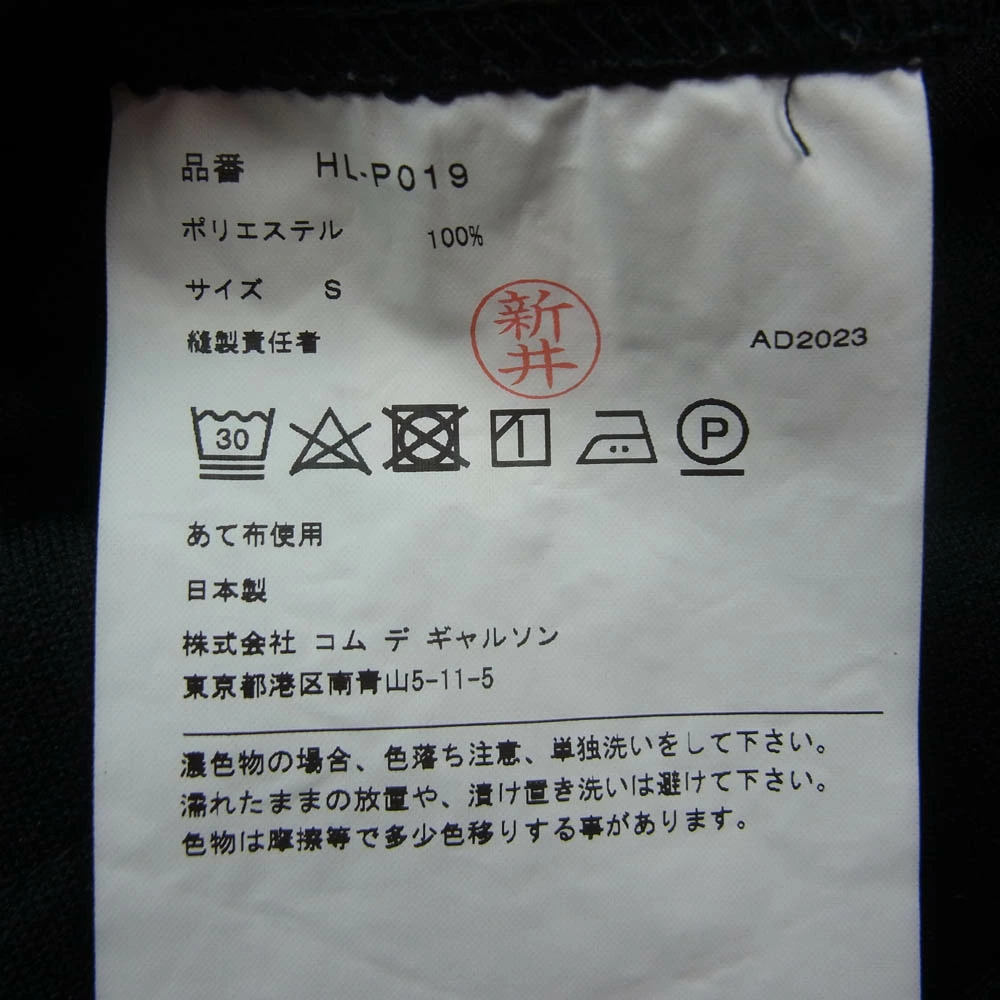 品番 HL-P019
ポリエステル 100%
サイズ S
縫製責任者 新井 AD2023
30 P
あて布使用
日本製
株式会社 コム デ ギャルソン
東京都港区南青山5-11-5
濃色物の場合、色落ち注意、単独洗いをして下さい。
濡れたままの放置や、漬け置き洗いは避けて下さい。
色物は摩擦等で多少色移りする事があります。